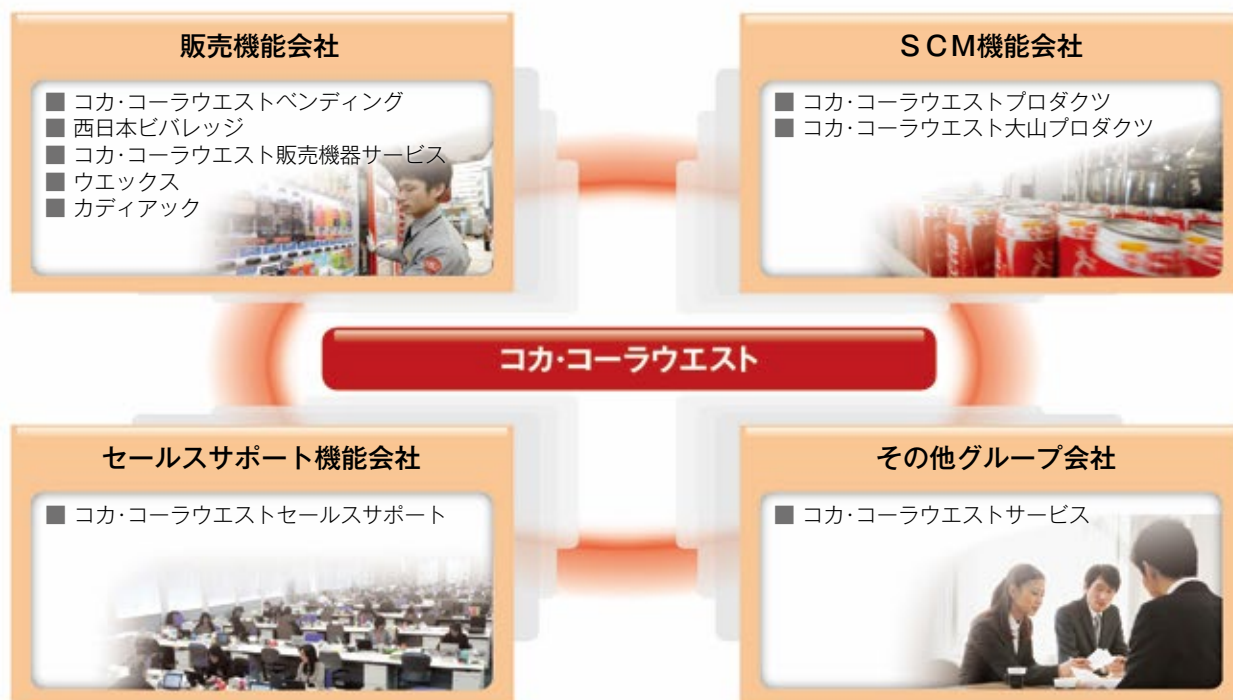 販売機能会社
■ コカ･コーラウエストベンディング
■ 西日本ビバレッジ
■ コカ･コーラウエスト販売機器サービス
■ ウエックス
■ カディアック
ＳＣＭ機能会社
■ コカ･コーラウエストプロダクツ
■ コカ･コーラウエスト大山プロダクツ
コカ･コーラウエスト
セールスサポート機能会社
■ コカ･コーラウエストセールスサポート
その他グループ会社
■ コカ･コーラウエストサービス